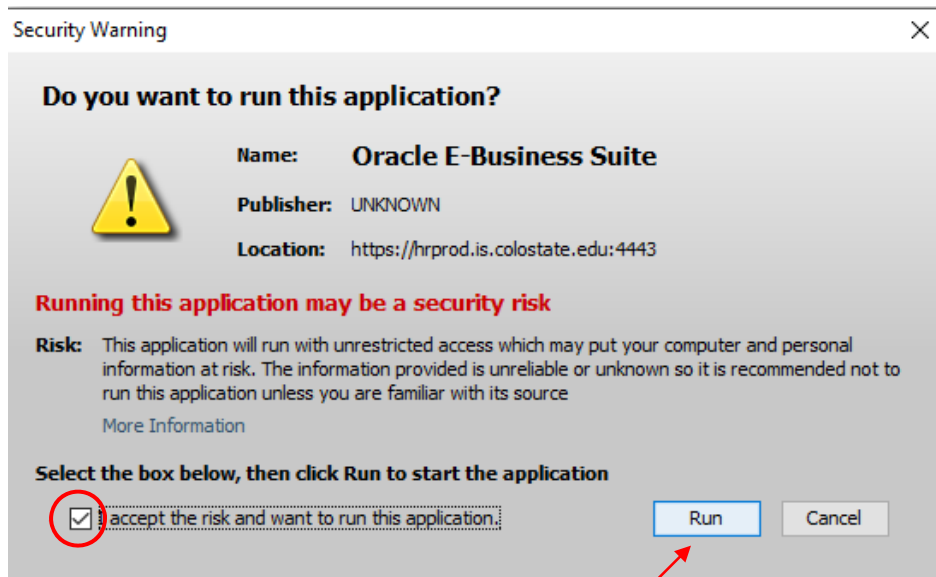 Security Warning
Do you want to run this application?
Name: Oracle E-Business Suite
Publisher: UNKNOWN
Location: https://hrprod.is.colostate.edu:4443
Running this application may be a security risk
Risk: This application will run with unrestricted access which may put your computer and personal
information at risk. The information provided is unreliable or unknown so it is recommended not to
run this application unless you are familiar with its source
More Information
Select the box below, then click Run to start the application
I accept the risk and want to run this application.
Run Cancel